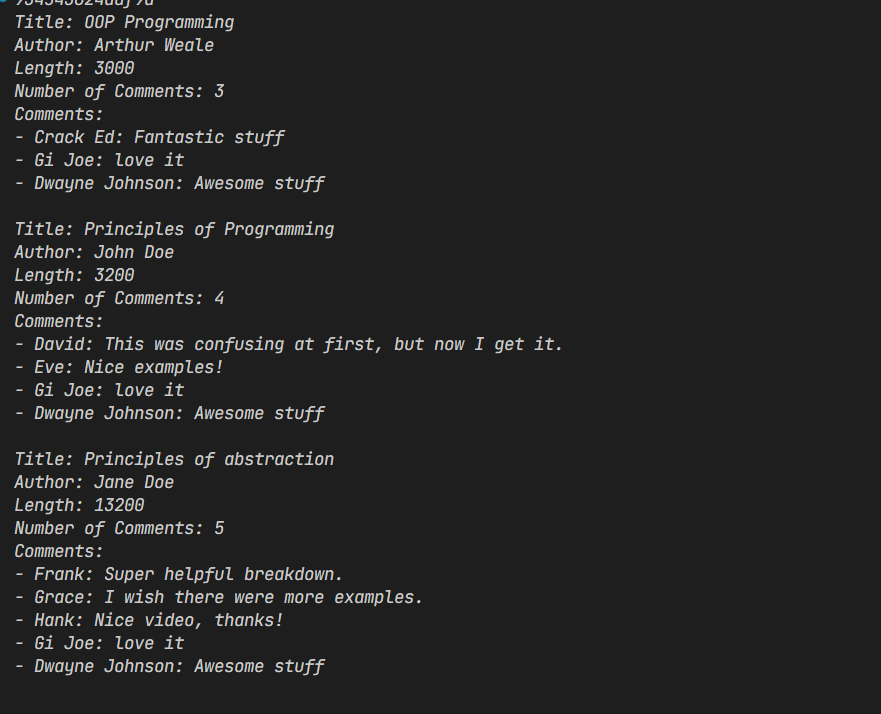 Title: OOP Programming
Author: Arthur Weale
Length: 3000
Number of Comments: 3
Comments:
- Crack Ed: Fantastic stuff
- Gi Joe: love it
- Dwayne Johnson: Awesome stuff
Title: Principles of Programming
Author: John Doe
Length: 3200
Number of Comments: 4
Comments:
- David: This was confusing at first, but now I get it.
- Eve: Nice examples!
- Gi Joe: love it
- Dwayne Johnson: Awesome stuff
Title: Principles of abstraction
Author: Jane Doe
Length: 13200
Number of Comments: 5
Comments:
- Frank: Super helpful breakdown.
- Grace: I wish there were more examples.
- Hank: Nice video, thanks!
- Gi Joe: love it
- Dwayne Johnson: Awesome stuff